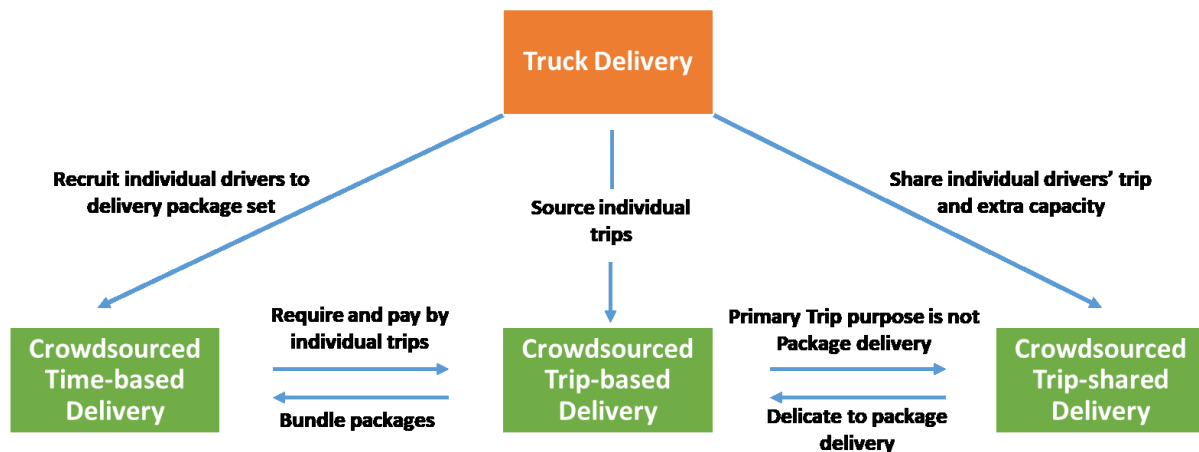 Truck Delivery
Recruit individual drivers to
delivery package set
Source individual
trips
Share individual drivers' trip
and extra capacity
Require and pay by
individual trips
Bundle packages
Primary Trip purpose is not
Package delivery
Delicate to package
delivery
Crowdsourced
Time-based
Delivery
Crowdsourced
Trip-based
Delivery
Crowdsourced
Trip-shared
Delivery